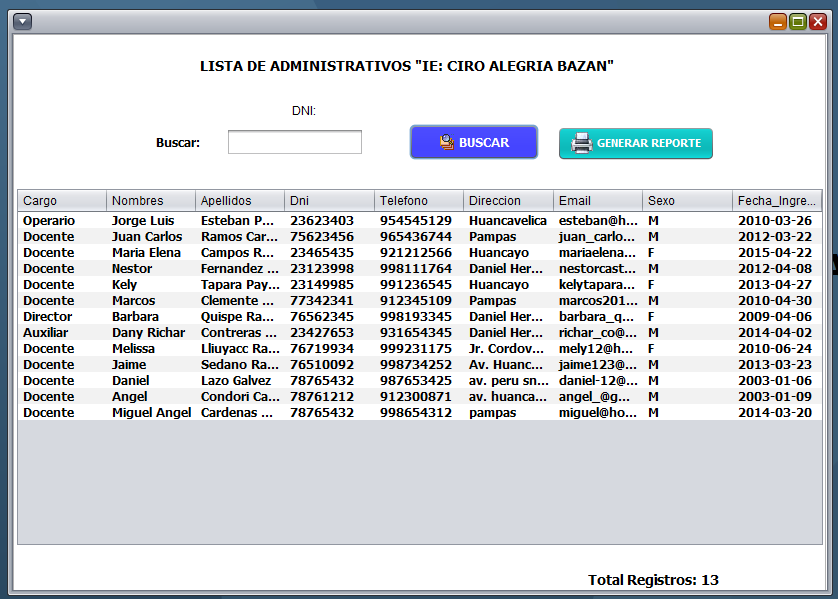 LISTA DE ADMINISTRATIVOS "IE: CIRO ALEGRIA BAZAN"
DNI:
Buscar: BUSCAR GENERAR REPORTE
Cargo Nombres Apellidos Dni Telefono Direccion Email Sexo Fecha_Ingre...
Operario Jorge Luis Esteban P... 23623403 954545129 Huancavelica esteban@h... M 2010-03-26
Docente Juan Carlos Ramos Car... 75623456 965436744 Pampas juan_carlo... M 2012-03-22
Docente Maria Elena Campos R... 23465435 921212566 Huancayo mariaelena... F 2015-04-22
Docente Nestor Fernandez ... 23123998 998111764 Daniel Her... nestorcast... M 2012-04-08
Docente Kely Tapara Pay... 23149985 991236545 Huancayo kelytapara... F 2013-04-27
Docente Marcos Clemente ... 77342341 912345109 Pampas marcos201... M 2010-04-30
Director Barbara Quispe Ra... 76562345 998193345 Daniel Her... barbara_q... F 2009-04-06
Auxiliar Dany Richar Contreras ... 23427653 931654345 Daniel Her... richar_co@... M 2014-04-02
Docente Melissa Lliuyacc Ra... 76719934 999231175 Jr. Cordov... mely12@h... F 2010-06-24
Docente Jaime Sedano Ra... 76510092 998734252 Av. Huanc... jaime123@... M 2013-03-23
Docente Daniel Lazo Galvez 78765432 987653425 av. peru sn... daniel-12@... M 2003-01-06
Docente Angel Condori Ca... 78761212 912300871 av. huanca... angel_@g... M 2003-01-09
Docente Miguel Angel Cardenas ... 78765432 998654312 pampas miguel@ho... M 2014-03-20
Total Registros: 13